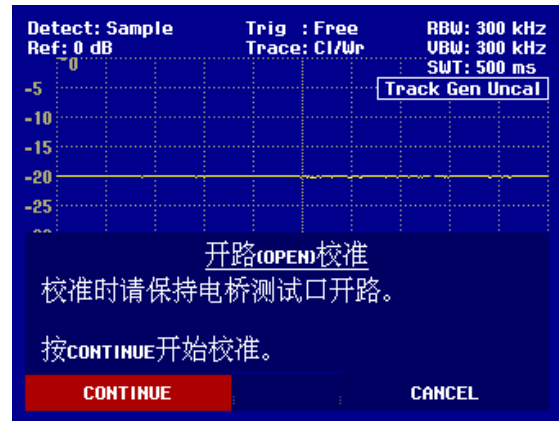 Detect: Sample Trig : Free RBW: 300 kHz
Ref: 0 dB Trace: Cl/Wr VBW: 300 kHz
0 SWT: 500 ms
-5 Track Gen Uncal
-10
-15
-20
-25
开路(OPEN)校准
校准时请保持电桥测试口开路。
按CONTINUE开始校准。
CONTINUE CANCEL